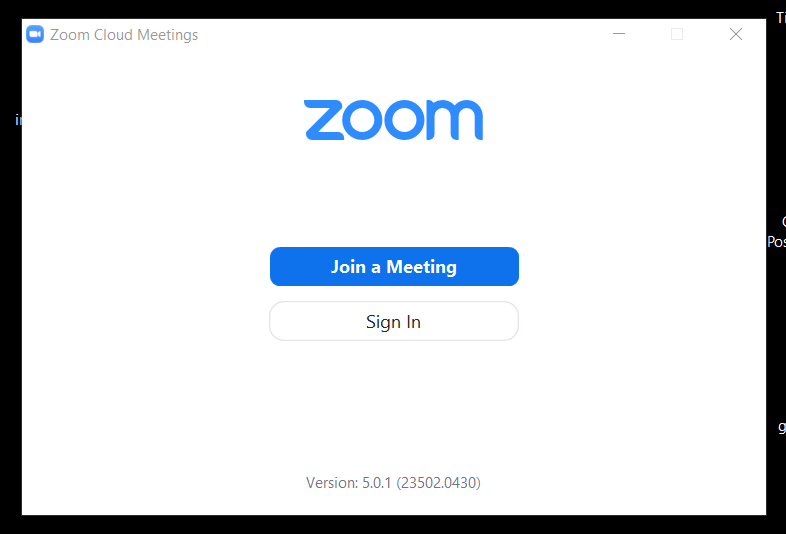 Zoom Cloud Meetings
zoom
Join a Meeting
Sign In
Version: 5.0.1 (23502.0430)